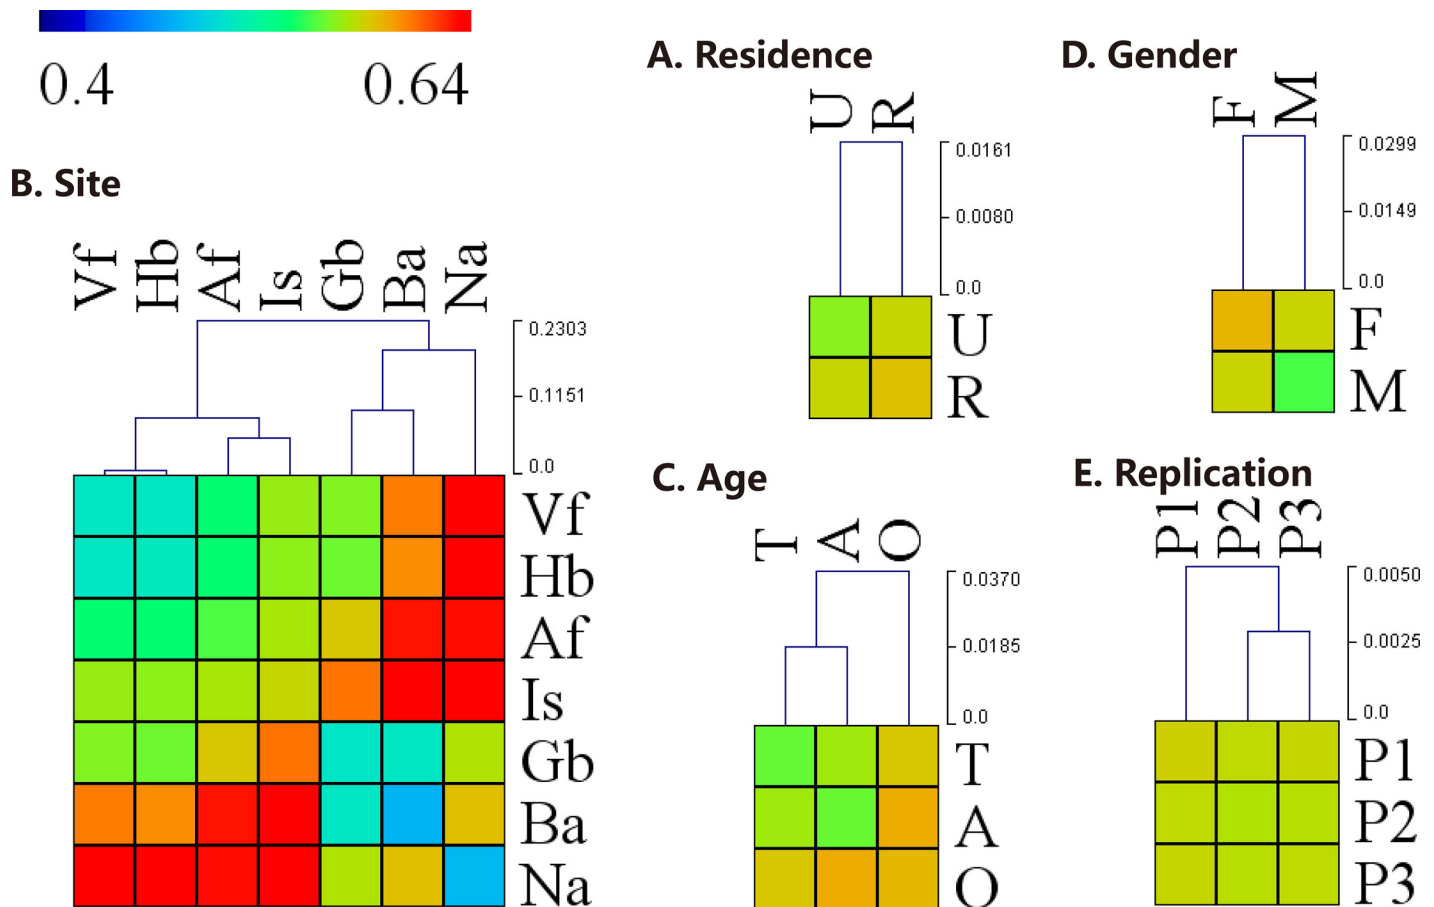 0.4 0.64
A. Residence
U R
0.0161
0.0080
0.0
U
R
D. Gender
F M
0.0299
0.0149
0.0
F
M
B. Site
Vf Hb Af Is Gb Ba Na
0.2303
0.1151
0.0
Vf
Hb
Af
Is
Gb
Ba
Na
C. Age
T A O
0.0370
0.0185
0.0
T
A
O
E. Replication
P1 P2 P3
0.0050
0.0025
0.0
P1
P2
P3